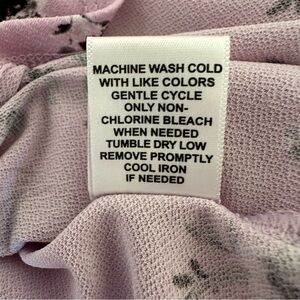 MACHINE WASH COLD
WITH LIKE COLORS
GENTLE CYCLE
ONLY NON-
CHLORINE BLEACH
WHEN NEEDED
TUMBLE DRY LOW
REMOVE PROMPTLY
COOL IRON
IF NEEDED